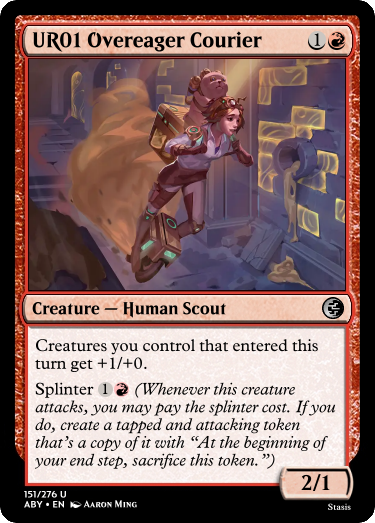 UR01 Overeager Courier 1
Creature — Human Scout
Creatures you control that entered this
turn get +1/+0.
Splinter 1 (Whenever this creature
attacks, you may pay the splinter cost. If you
do, create a tapped and attacking token
that's a copy of it with “At the beginning of
your end step, sacrifice this token.”)
2/1
151/276 U
ABY • EN Aaron Ming
Stasis